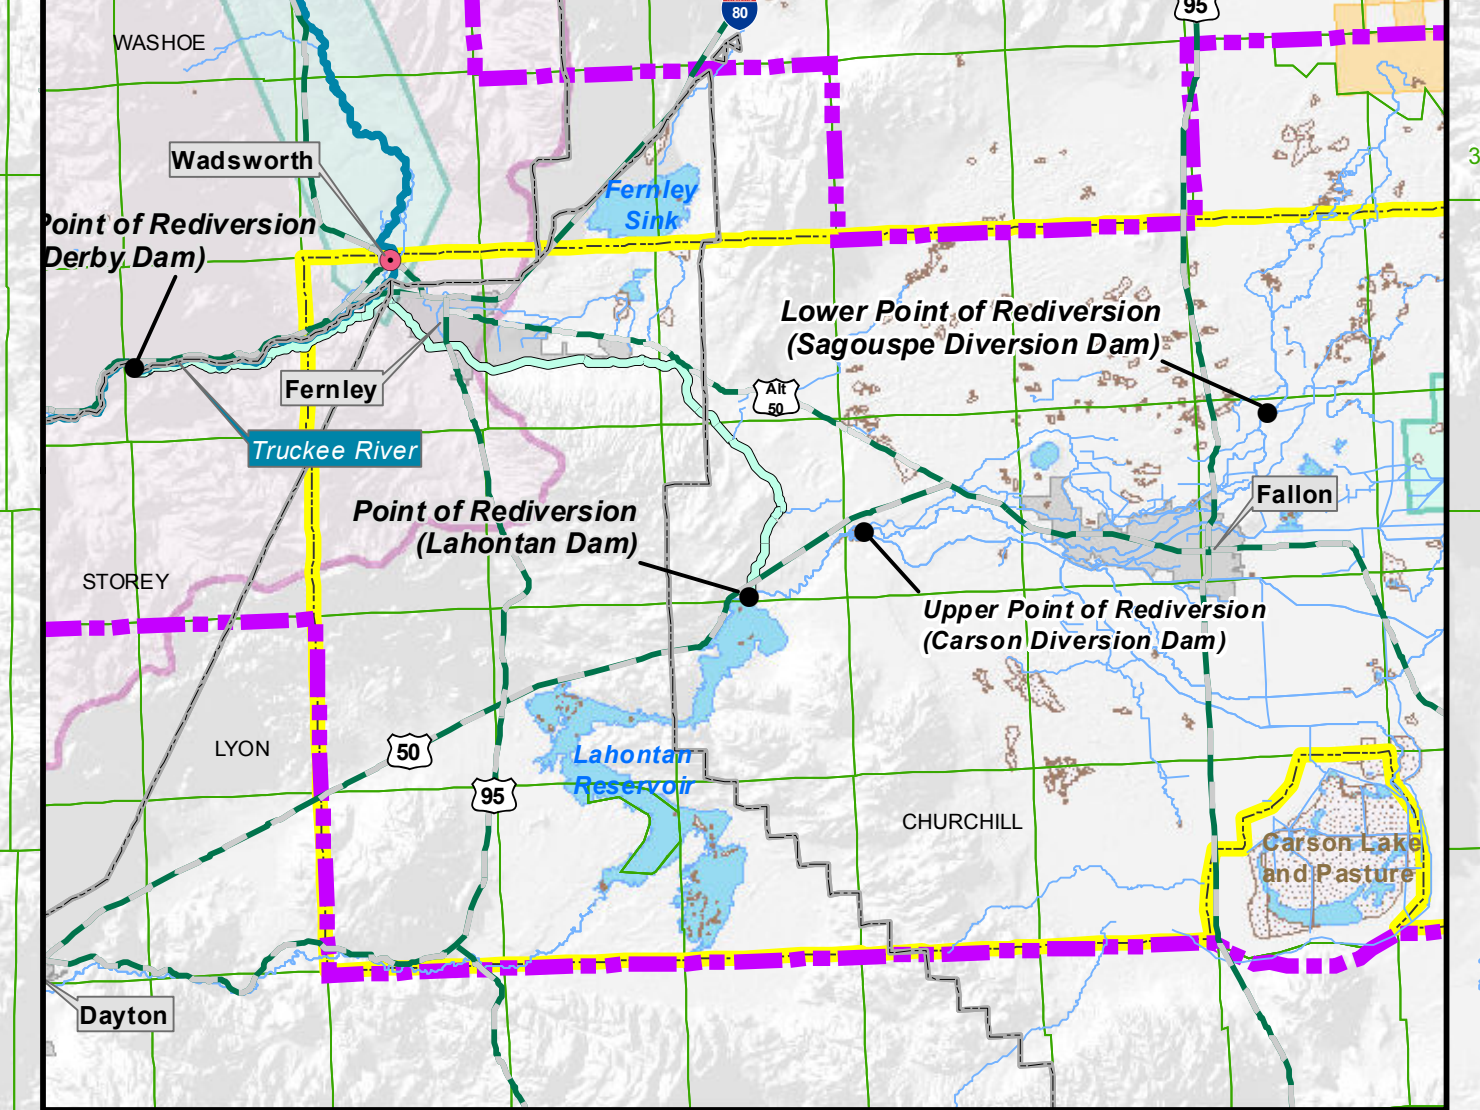 80
95
WASHOE
3
Wadsworth
Fernley
Sink
Point of Rediversion
Derby Dam)
Lower Point of Rediversion
(Sagouspe Diversion Dam)
Fernley
Alt
50
Truckee River
Fallon
Point of Rediversion
(Lahontan Dam)
STOREY
Upper Point of Rediversion
(Carson Diversion Dam)
LYON
50
Lahontan
Reservoir
95
CHURCHILL
Carson Lake
and Pasture
Dayton